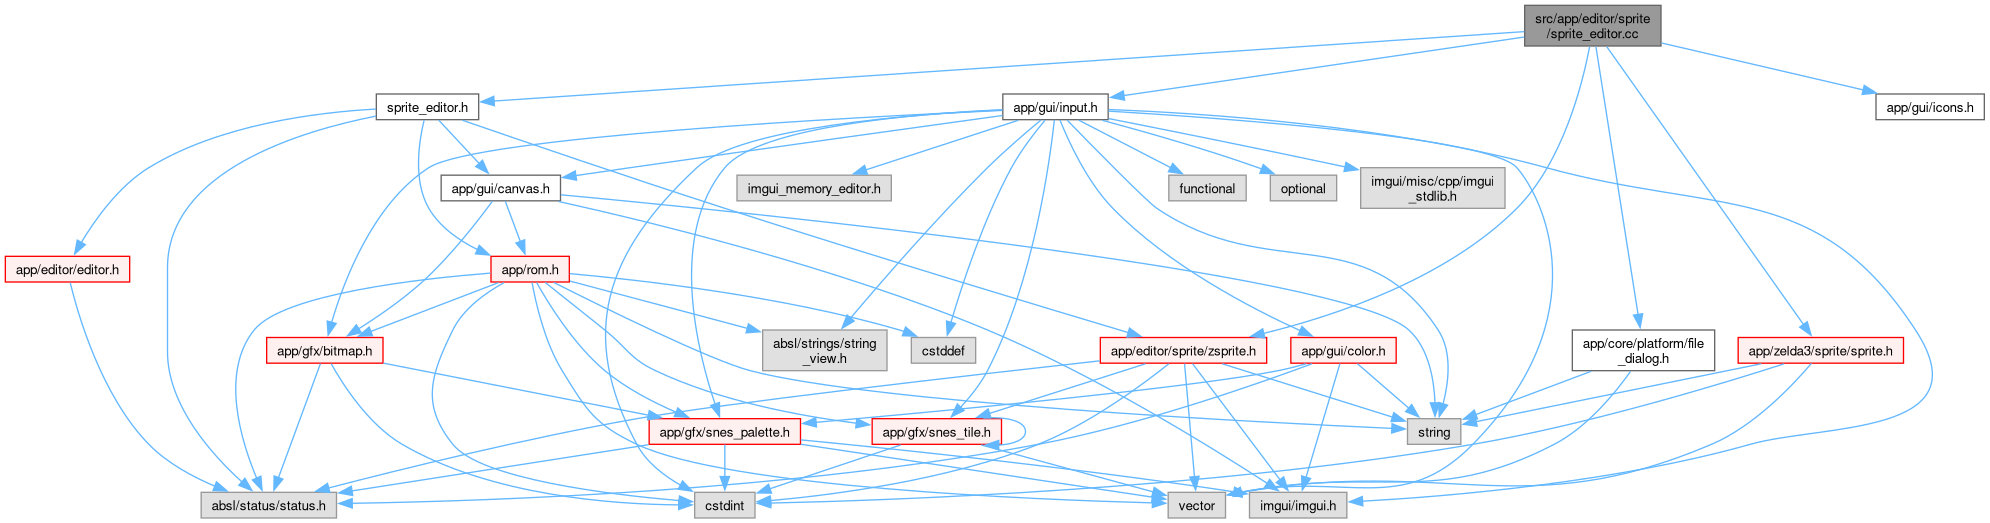 src/app/editor/sprite
/sprite_editor.cc
sprite_editor.h
app/gui/input.h
app/gui/icons.h
app/gui/canvas.h
imgui_memory_editor.h
functional
optional
imgui/misc/cpp/imgui
_stdlib.h
app/editor/editor.h
app/rom.h
app/gfx/bitmap.h
absl/strings/string
_view.h
cstddef
app/editor/sprite/zsprite.h
app/gui/color.h
app/core/platform/file
_dialog.h
app/zelda3/sprite/sprite.h
app/gfx/snes_palette.h
app/gfx/snes_tile.h
string
absl/status/status.h
cstdint
vector
imgui/imgui.h